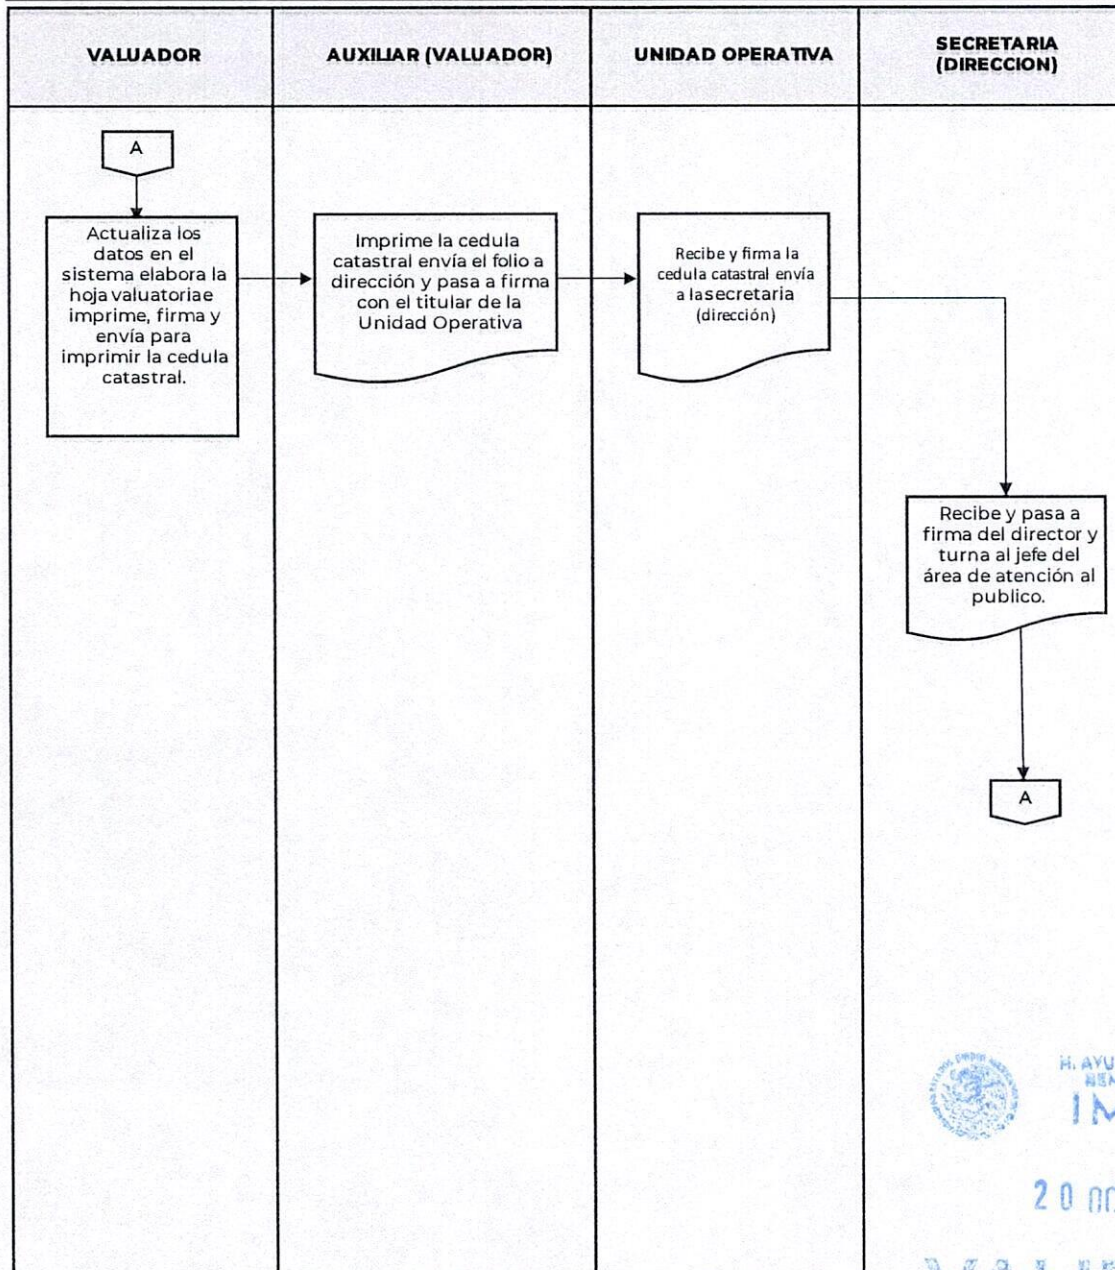 VALUADOR
AUXILIAR (VALUADOR)
UNIDAD OPERATIVA
SECRETARIA
(DIRECCION)
A
Actualiza los
datos en el
sistema elabora la
hoja valuatoriae
imprime, firma y
envía para
imprimir la cedula
catastral.
Imprime la cedula
catastral envía el folio a
dirección y pasa a firma
con el titular de la
Unidad Operativa
Recibe y firma la
cedula catastral envía
a lasecretaria
(dirección)
Recibe y pasa a
firma del director y
turna al jefe del
área de atención al
publico.
A
H. AYU
IM
20